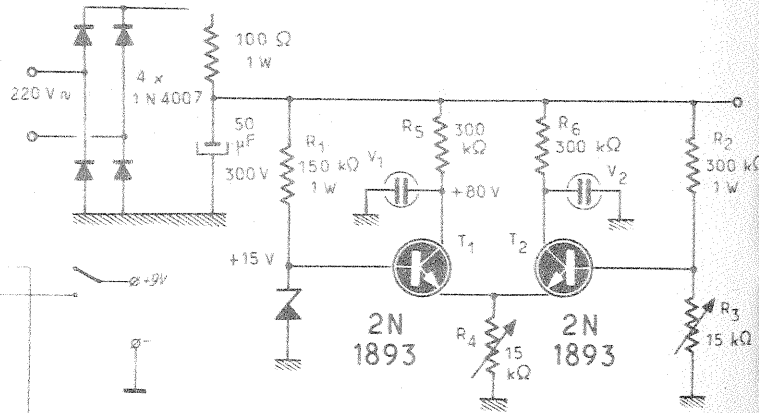 100 Ω
1 W
4 x
1 N 4007
220 V ~
50
µF
300 V
R1
150 kΩ
1 W
V1
R5
300
kΩ
+80 V
R6
300 kΩ
V2
R2
300 kΩ
1 W
+15 V
T1
T2
+9V
-
2N
1893
2N
1893
R4
15
kΩ
R3
15 kΩ